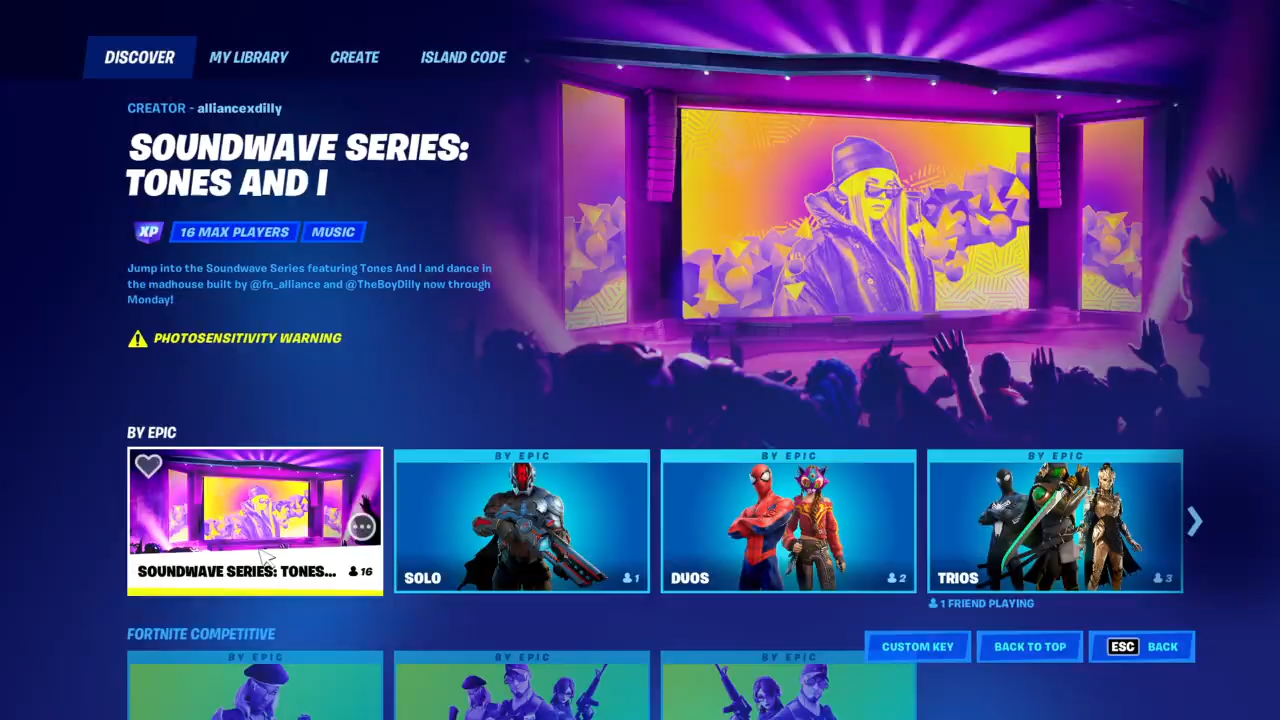 DISCOVER
MY LIBRARY
CREATE
ISLAND CODE
CREATOR - alliancexdilly
SOUNDWAVE SERIES:
TONES AND I
XP
16 MAX PLAYERS
MUSIC
Jump into the Soundwave Series featuring Tones And I and dance in
the madhouse built by @fn_alliance and @TheBoyDilly now through
Monday!
PHOTOSENSITIVITY WARNING
BY EPIC
SOUNDWAVE SERIES: TONES... 16
BY EPIC
SOLO 1
BY EPIC
DUOS 2
BY EPIC
TRIOS 3
1 FRIEND PLAYING
FORTNITE COMPETITIVE
BY EPIC
BY EPIC
BY EPIC
CUSTOM KEY
BACK TO TOP
ESC BACK